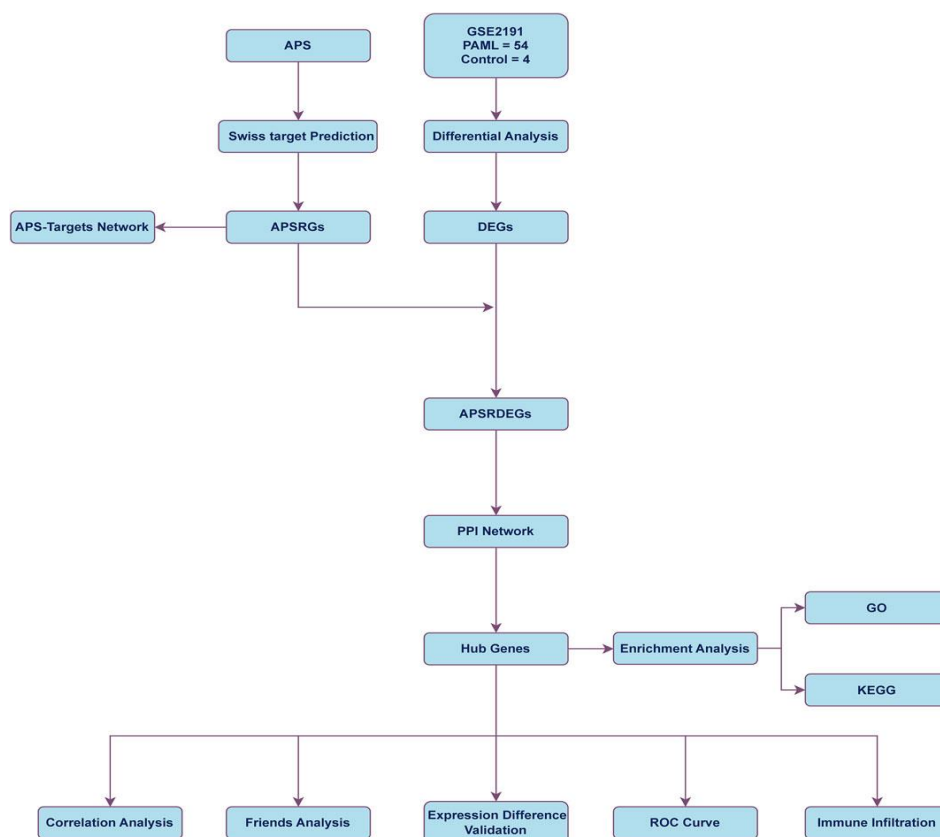 APS
GSE2191
PAML = 54
Control = 4
Swiss target Prediction
Differential Analysis
APS-Targets Network
APSRGs
DEGs
APSRDEGs
PPI Network
Hub Genes
Enrichment Analysis
GO
KEGG
Correlation Analysis
Friends Analysis
Expression Difference
Validation
ROC Curve
Immune Infiltration